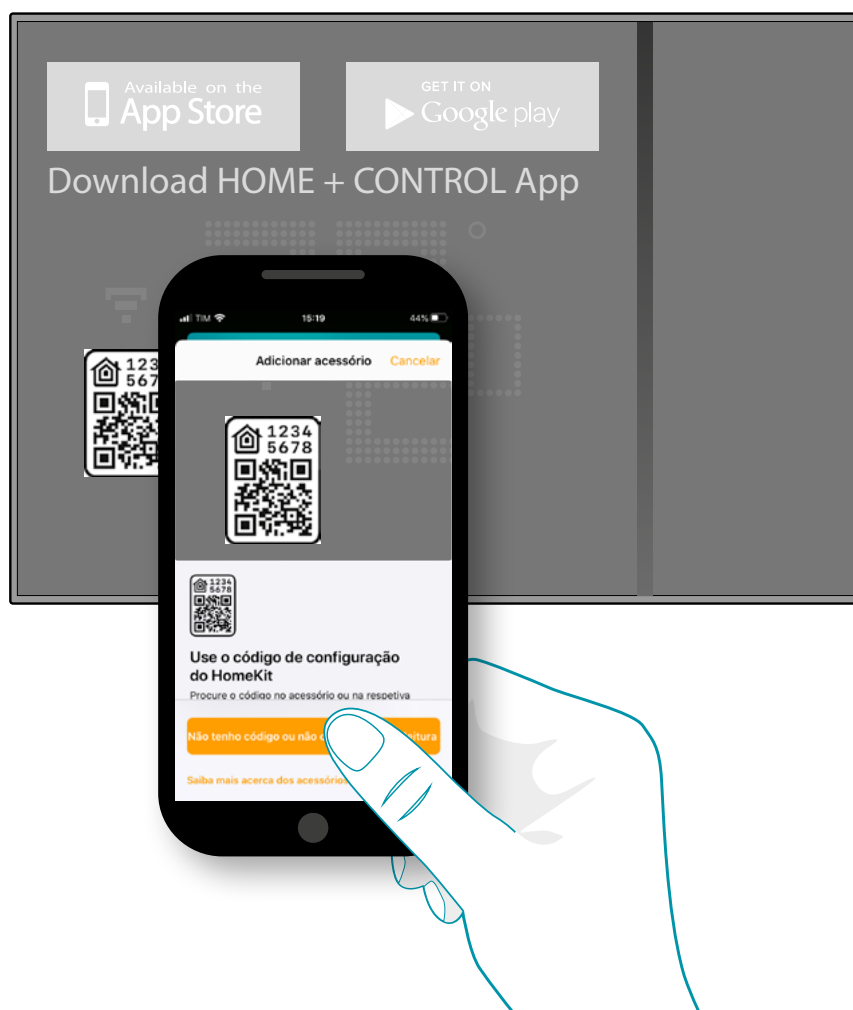 Available on the
App Store
GET IT ON
Google play
Download HOME + CONTROL App
TIM
15:19
44%
Adicionar acessório
Cancelar
123
567
1234
5678
1234
5678
Use o código de configuração
do HomeKit
Procure o código no acessório ou na respetiva
Não tenho código ou não
Saiba mais acerca dos acessórios